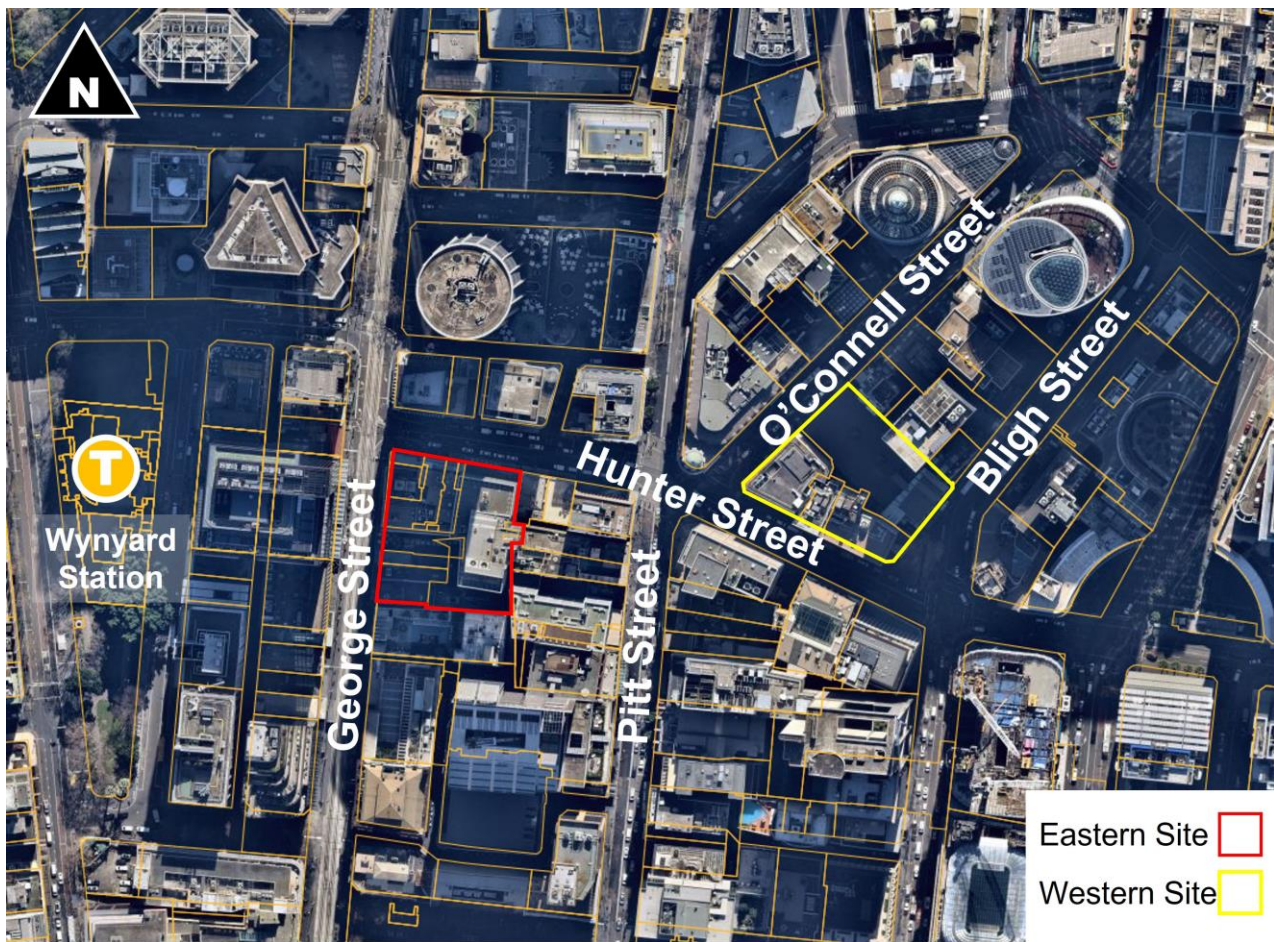 N
O'Connell Street
Bligh Street
Hunter Street
T
Wynyard
Station
George Street
Pitt Street
Eastern Site
Western Site